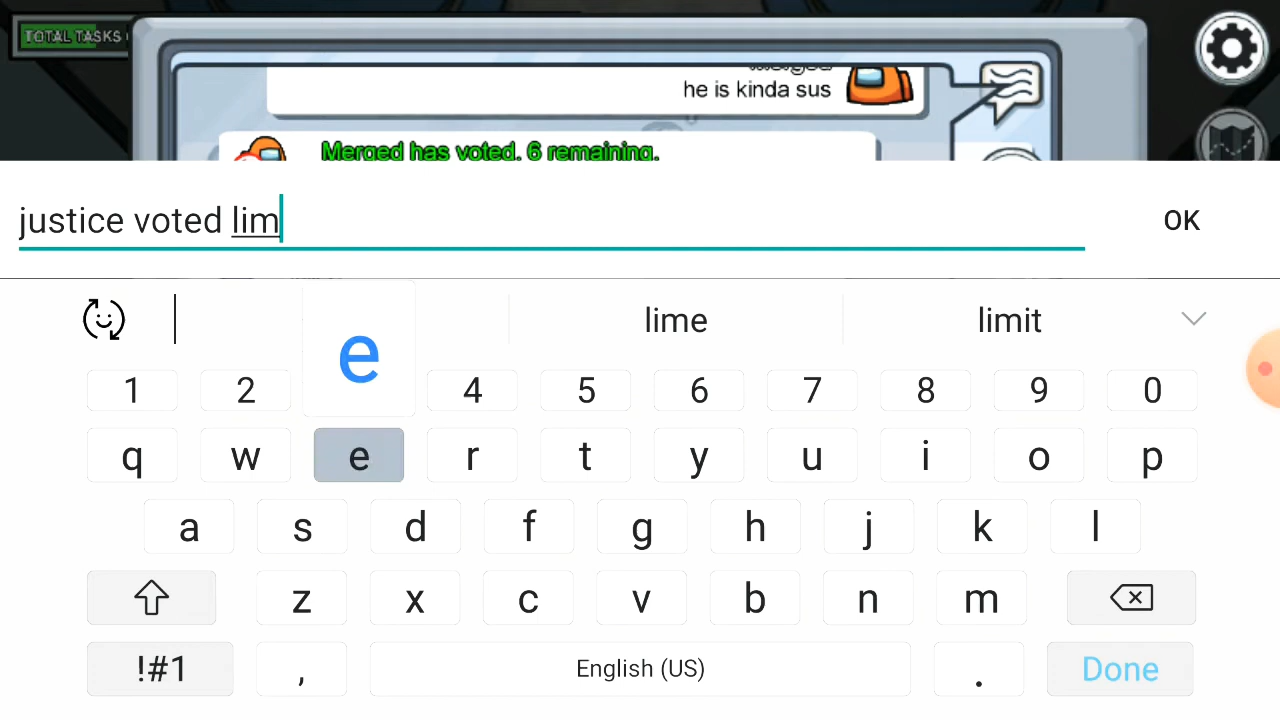 TOTAL TASKS
he is kinda sus
Merged has voted. 6 remaining.
justice voted lim
OK
e
lime
limit
1 2 4 5 6 7 8 9 0
q w e r t y u i o p
a s d f g h j k l
z x c v b n m
!#1 , English (US) . Done